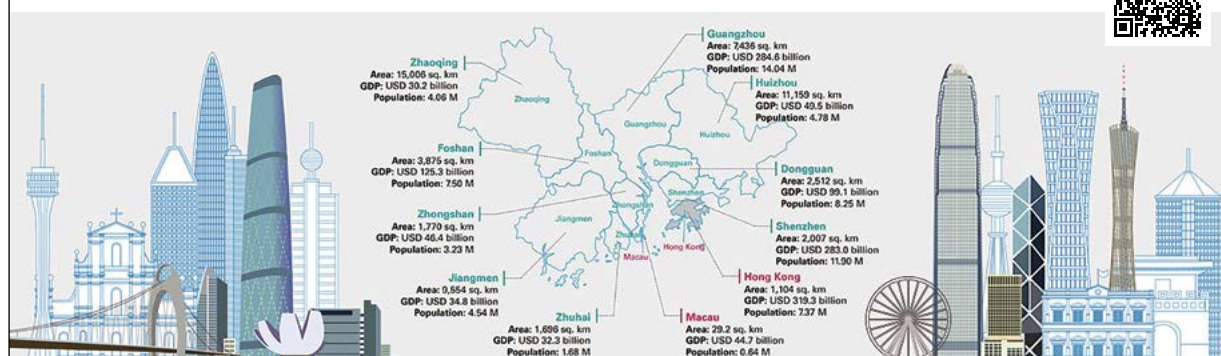 Zhaoqing
Area: 15,006 sq. km
GDP: USD 30.2 billion
Population: 4.06 M
Foshan
Area: 3,875 sq. km
GDP: USD 125.3 billion
Population: 7.50 M
Zhongshan
Area: 1,770 sq. km
GDP: USD 46.4 billion
Population: 3.23 M
Jiangmen
Area: 9,554 sq. km
GDP: USD 34.8 billion
Population: 4.54 M
Zhuhai
Area: 1,696 sq. km
GDP: USD 32.3 billion
Population: 1.68 M
Zhaoqing
Guangzhou
Huizhou
Foshan
Dongguan
Shenzhen
Zhongshan
Jiangmen
Zhuhai
Hong Kong
Macau
Guangzhou
Area: 7,436 sq. km
GDP: USD 284.6 billion
Population: 14.04 M
Huizhou
Area: 11,159 sq. km
GDP: USD 49.5 billion
Population: 4.78 M
Dongguan
Area: 2,512 sq. km
GDP: USD 99.1 billion
Population: 8.25 M
Shenzhen
Area: 2,007 sq. km
GDP: USD 283.0 billion
Population: 11.90 M
Hong Kong
Area: 1,104 sq. km
GDP: USD 319.3 billion
Population: 7.37 M
Macau
Area: 29.2 sq. km
GDP: USD 44.7 billion
Population: 0.64 M